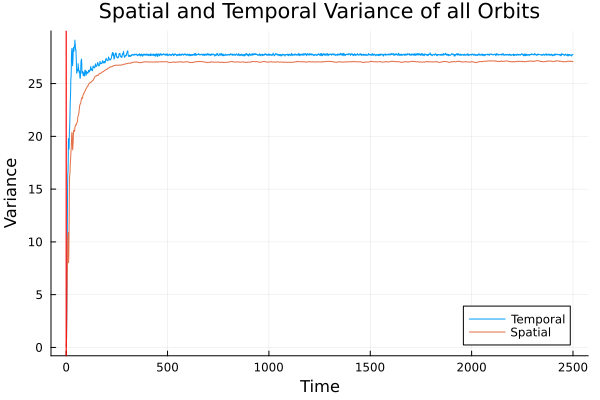 Spatial and Temporal Variance of all Orbits
Variance
25
20
15
10
5
0
Temporal
Spatial
0 500 1000 1500 2000 2500
Time